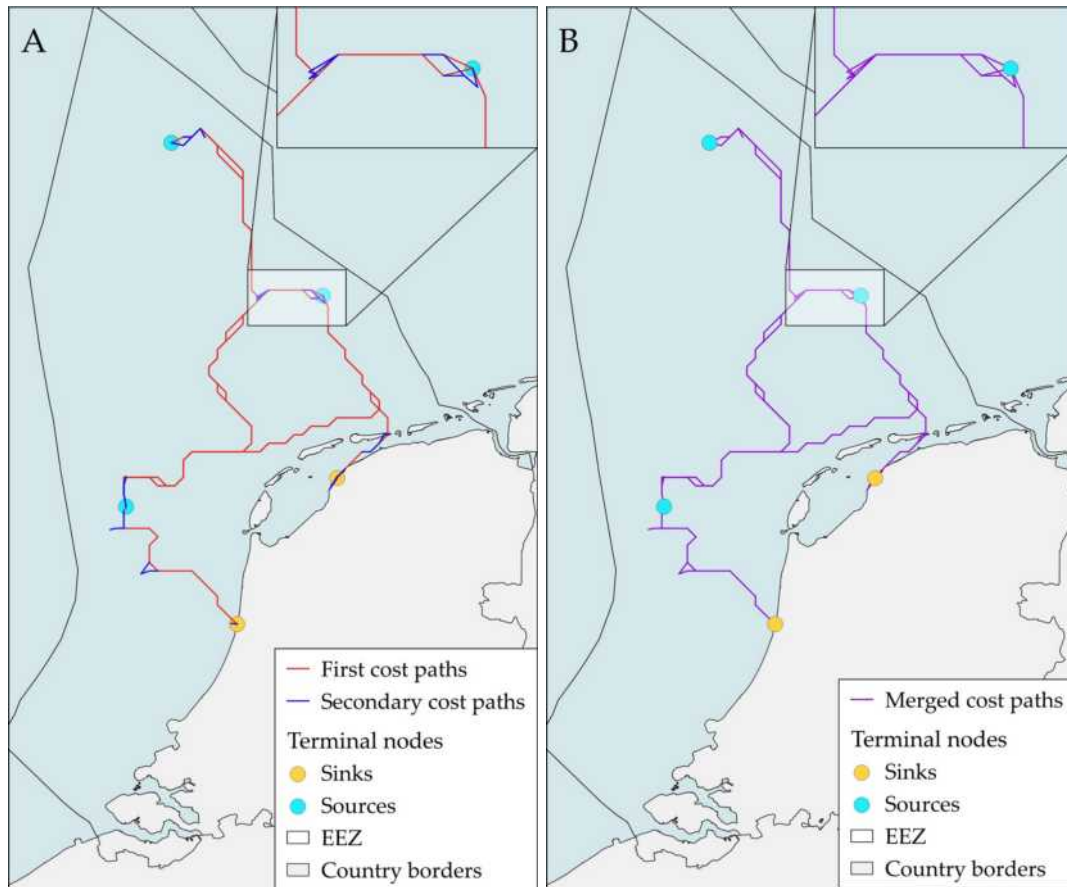 A
First cost paths
Secondary cost paths
Terminal nodes
Sinks
Sources
EEZ
Country borders
B
Merged cost paths
Terminal nodes
Sinks
Sources
EEZ
Country borders